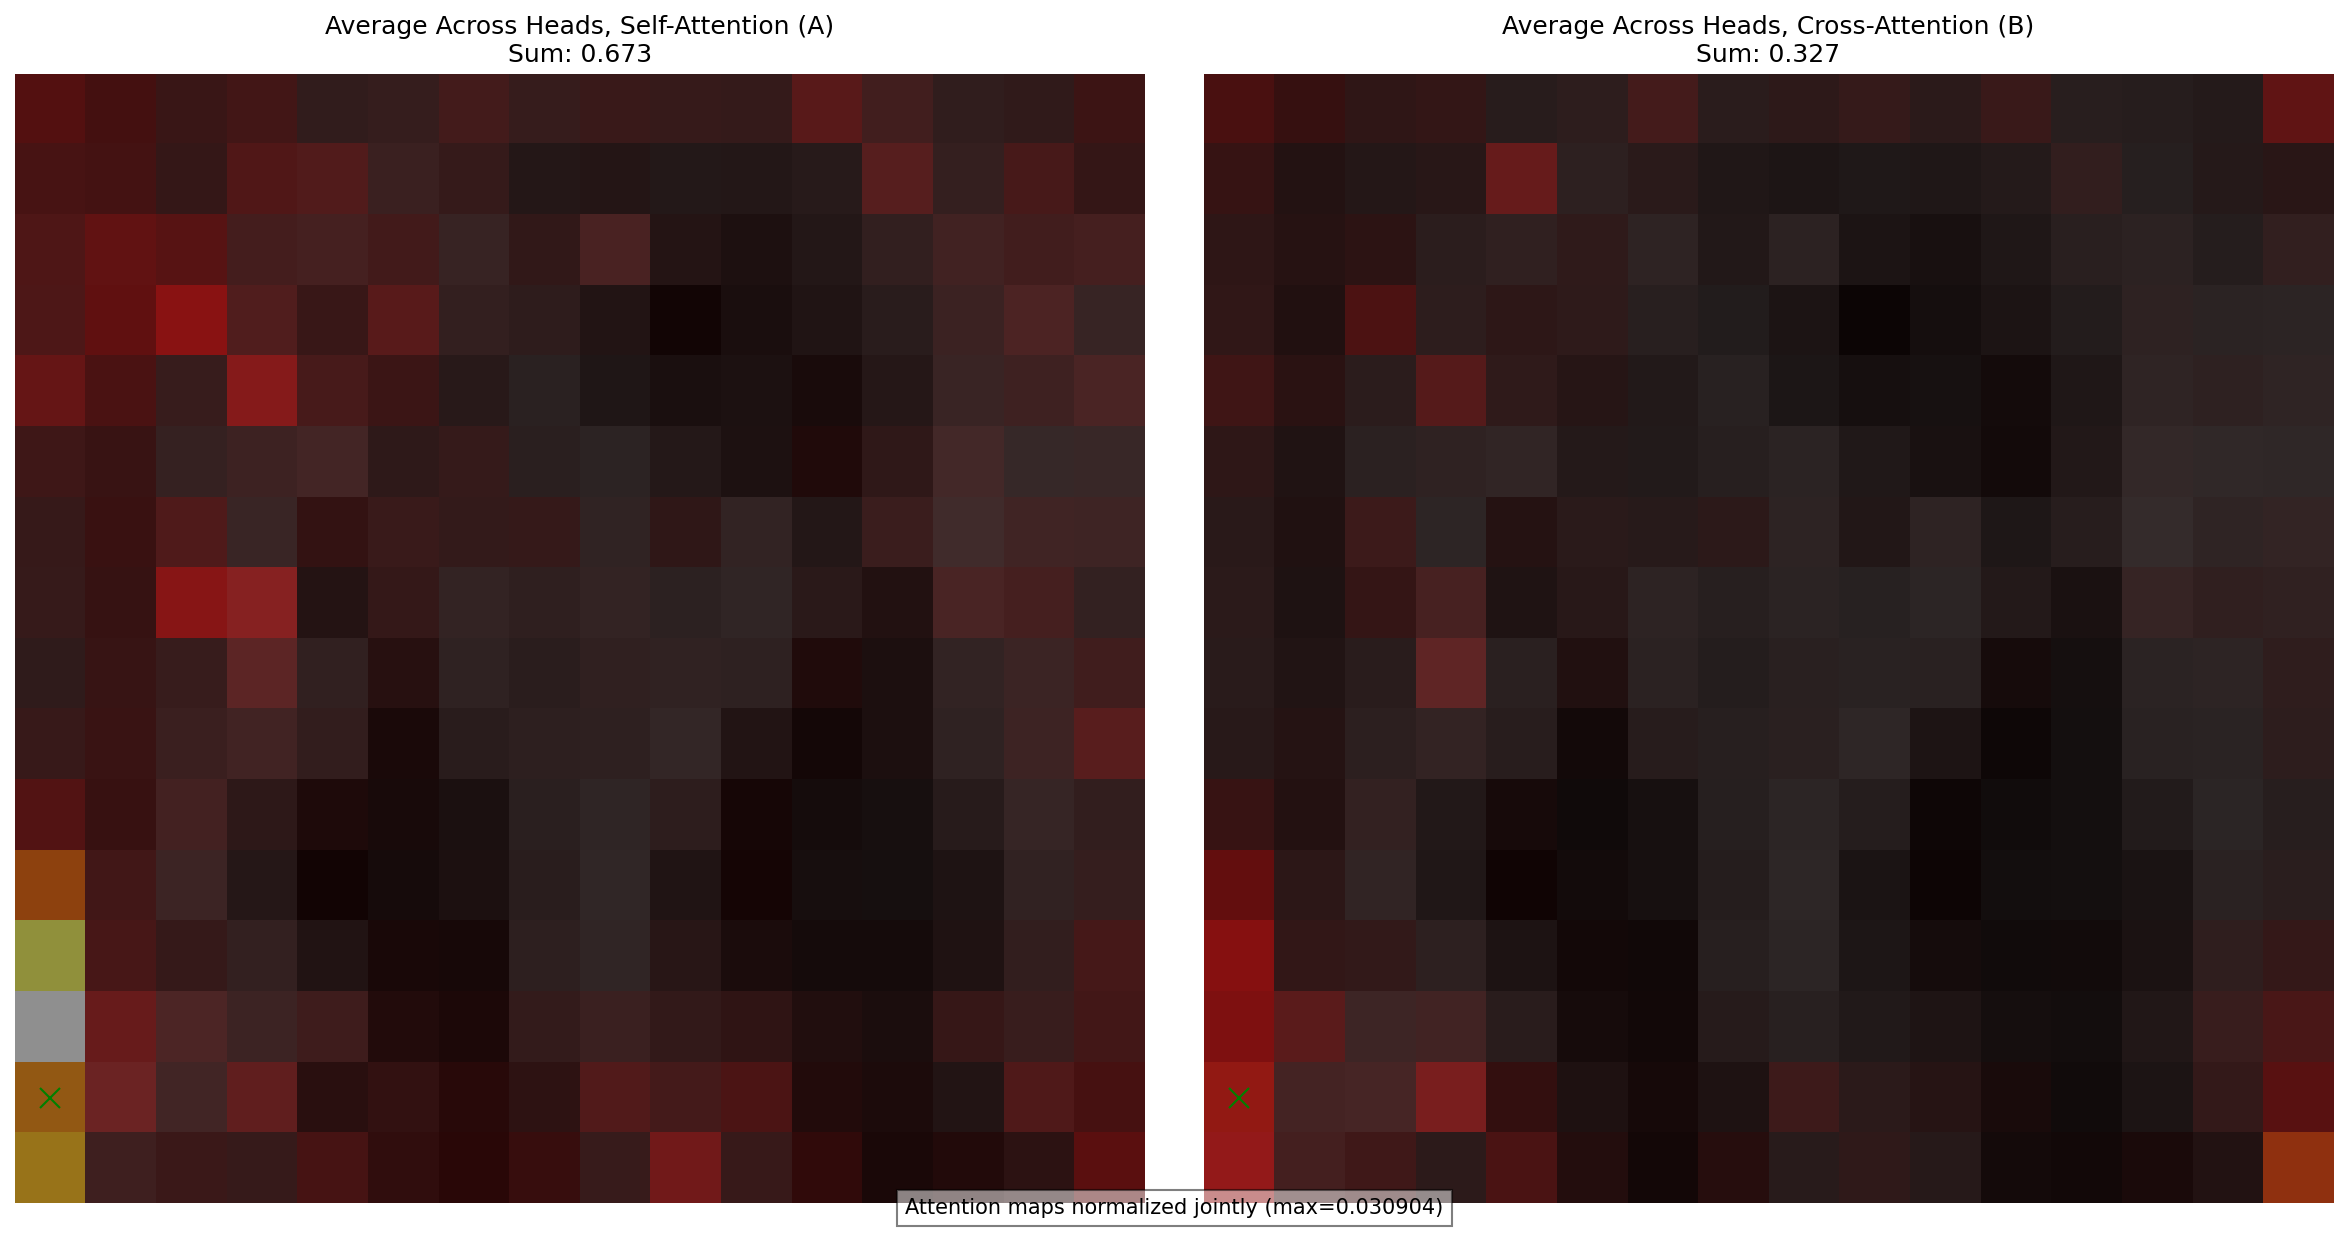 Average Across Heads, Self-Attention (A)
Sum: 0.673
Average Across Heads, Cross-Attention (B)
Sum: 0.327
Attention maps normalized jointly (max=0.030904)